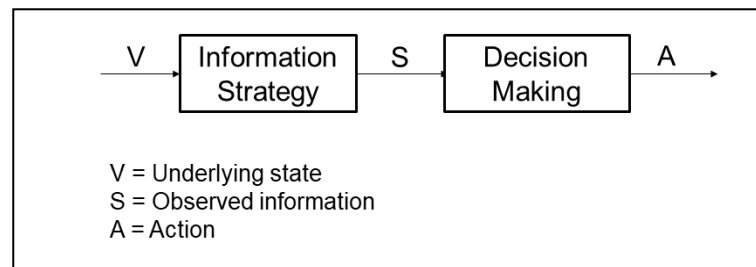 V
Information
Strategy
S
Decision
Making
A
V = Underlying state
S = Observed information
A = Action